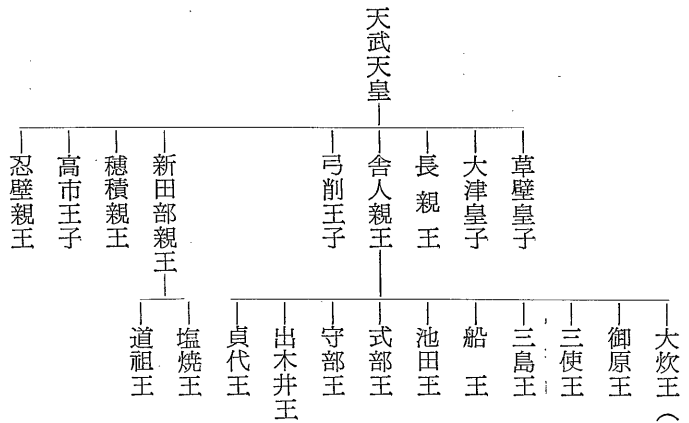 天武天皇
草壁皇子
大津皇子
長親王
舎人親王
弓削王子
新田部親王
穂積親王
高市王子
忍壁親王
大炊王（
御原王
三使王
三島王
船王
池田王
式部王
守部王
出木井王
貞代王
塩焼王
道祖王